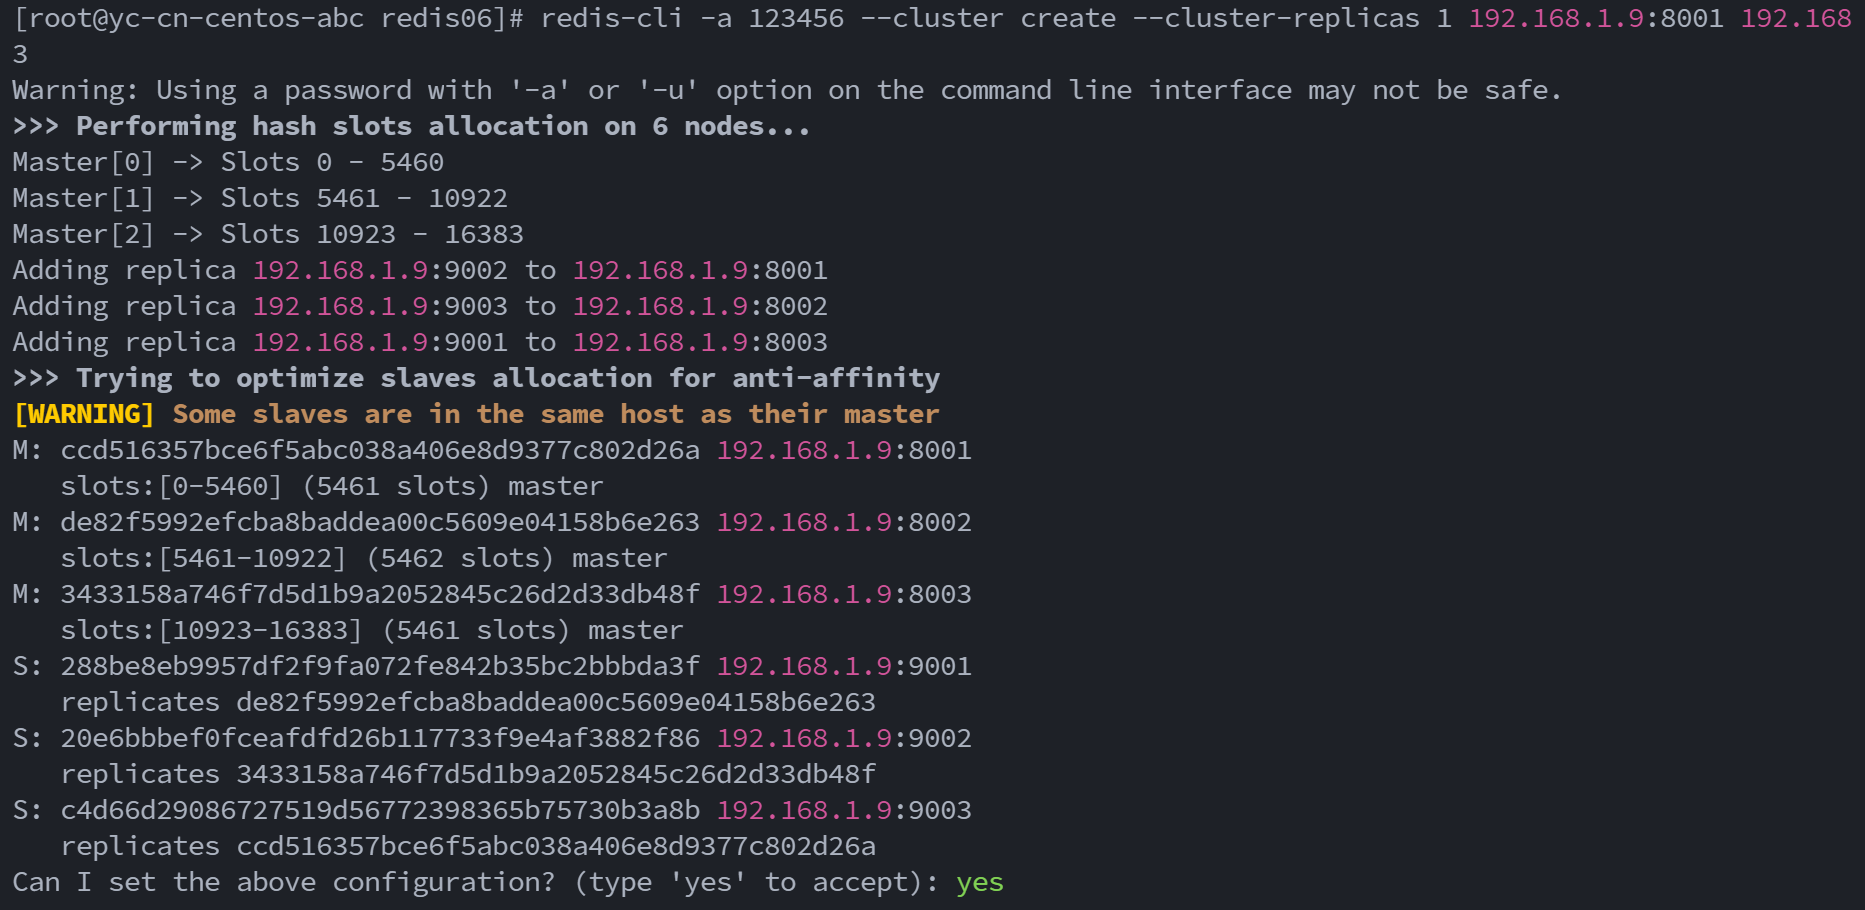 [root@yc-cn-centos-abc redis06]# redis-cli -a 123456 --cluster create --cluster-replicas 1 192.168.1.9:8001 192.168
3
Warning: Using a password with '-a' or '-u' option on the command line interface may not be safe.
>>> Performing hash slots allocation on 6 nodes...
Master[0] -> Slots 0 - 5460
Master[1] -> Slots 5461 - 10922
Master[2] -> Slots 10923 - 16383
Adding replica 192.168.1.9:9002 to 192.168.1.9:8001
Adding replica 192.168.1.9:9003 to 192.168.1.9:8002
Adding replica 192.168.1.9:9001 to 192.168.1.9:8003
>>> Trying to optimize slaves allocation for anti-affinity
[WARNING] Some slaves are in the same host as their master
M: ccd516357bce6f5abc038a406e8d9377c802d26a 192.168.1.9:8001
   slots:[0-5460] (5461 slots) master
M: de82f5992efcba8baddea00c5609e04158b6e263 192.168.1.9:8002
   slots:[5461-10922] (5462 slots) master
M: 3433158a746f7d5d1b9a2052845c26d2d33db48f 192.168.1.9:8003
   slots:[10923-16383] (5461 slots) master
S: 288be8eb9957df2f9fa072fe842b35bc2bbbda3f 192.168.1.9:9001
   replicates de82f5992efcba8baddea00c5609e04158b6e263
S: 20e6bbbef0fceafdfd26b117733f9e4af3882f86 192.168.1.9:9002
   replicates 3433158a746f7d5d1b9a2052845c26d2d33db48f
S: c4d66d29086727519d56772398365b75730b3a8b 192.168.1.9:9003
   replicates ccd516357bce6f5abc038a406e8d9377c802d26a
Can I set the above configuration? (type 'yes' to accept): yes